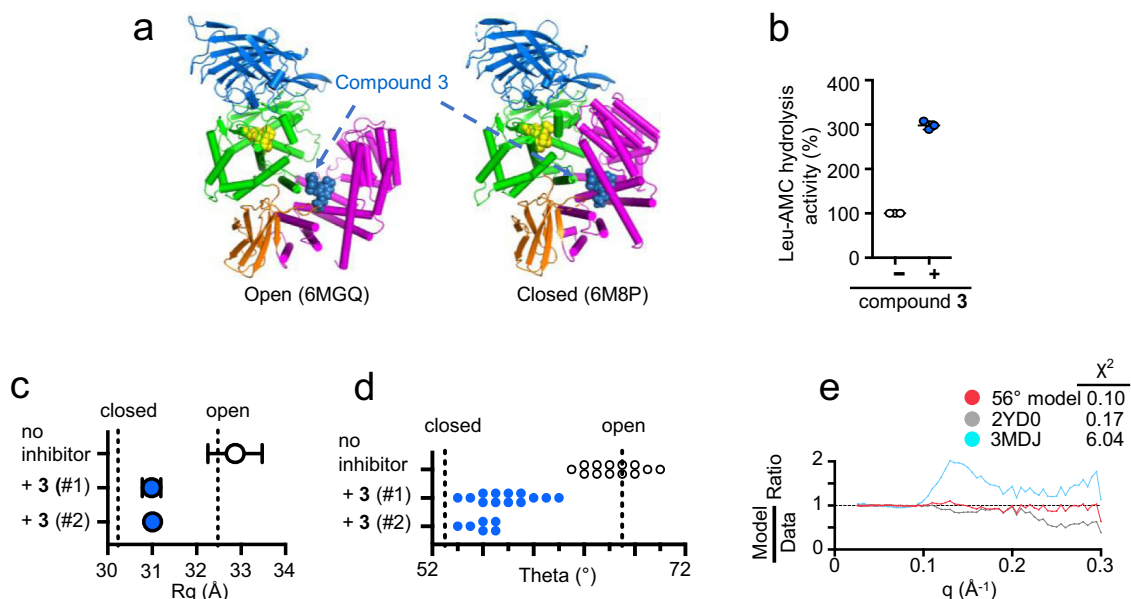 a
Compound 3
Open (6MGQ)
Closed (6M8P)
b
Leu-AMC hydrolysis
activity (%)
400
300
200
100
0
− +
compound 3
c
closed open
no
inhibitor
+ 3 (#1)
+ 3 (#2)
30 31 32 33 34
Rg (Å)
d
closed open
no
inhibitor
+ 3 (#1)
+ 3 (#2)
52 72
Theta (°)
e
χ²
56° model 0.10
2YD0 0.17
3MDJ 6.04
Model
Data
Ratio
2
1
0
0.0 0.1 0.2 0.3
q (Å⁻¹)